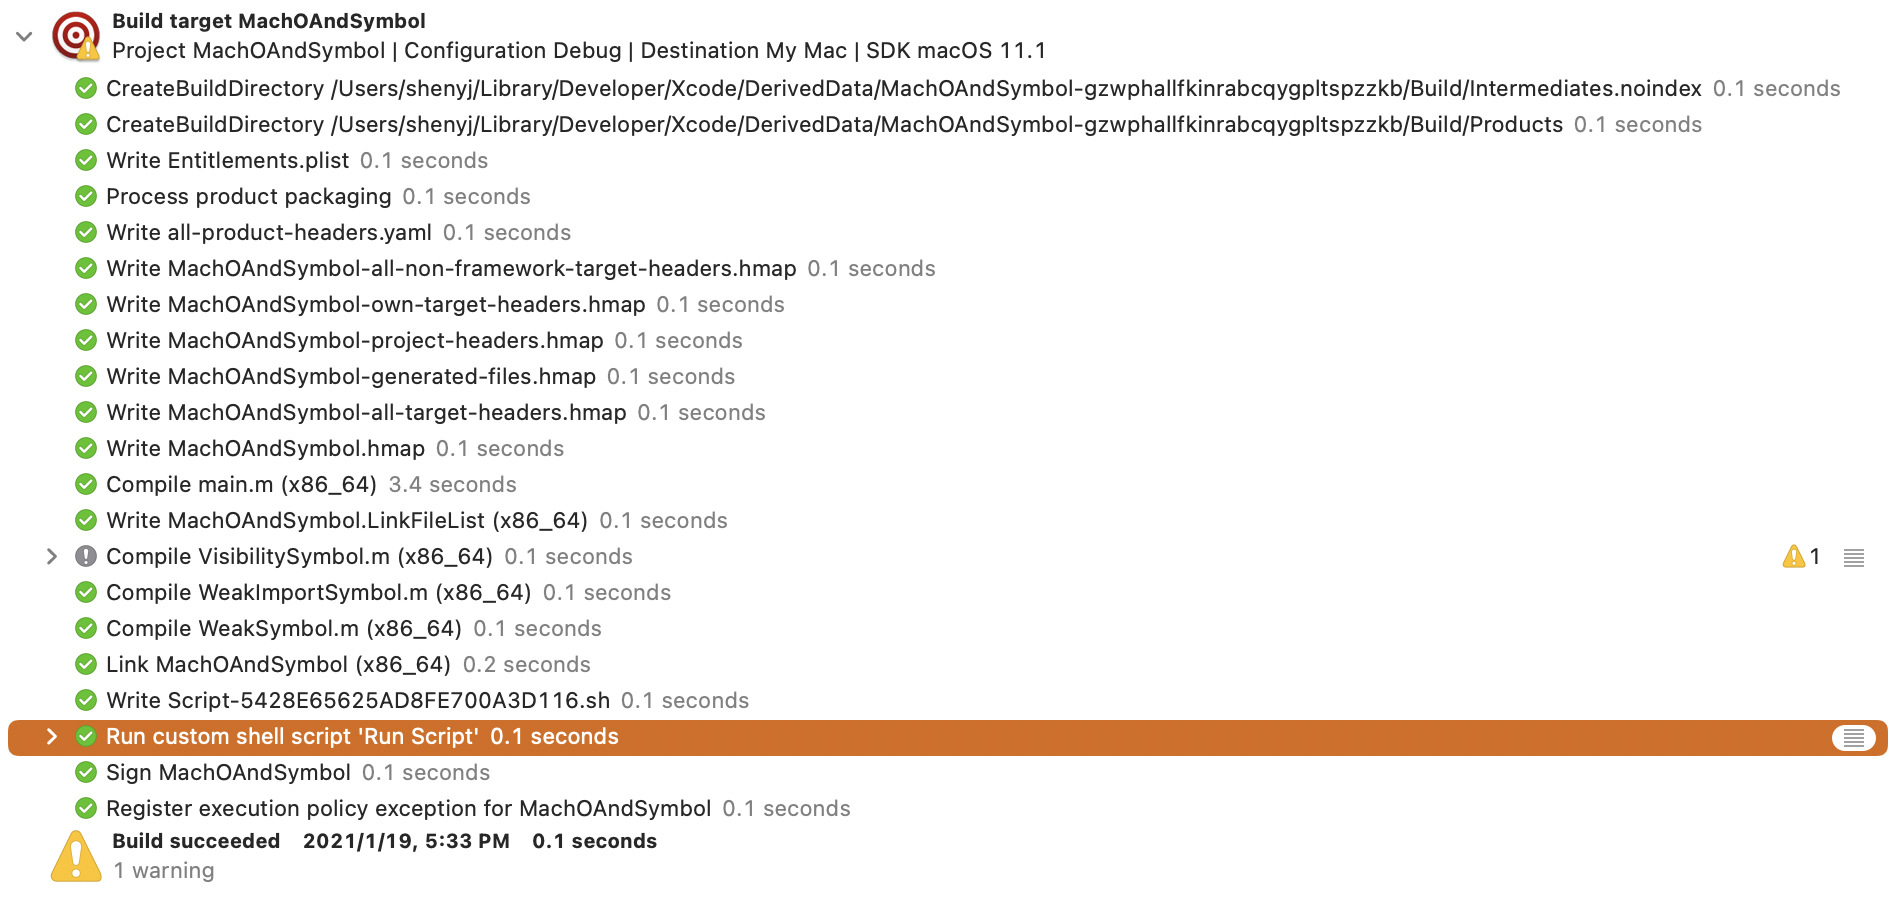 Build target MachOAndSymbol
Project MachOAndSymbol | Configuration Debug | Destination My Mac | SDK macOS 11.1
CreateBuildDirectory /Users/shenyj/Library/Developer/Xcode/DerivedData/MachOAndSymbol-gzwphallfkinrabcqygpltspzzkb/Build/Intermediates.noindex 0.1 seconds
CreateBuildDirectory /Users/shenyj/Library/Developer/Xcode/DerivedData/MachOAndSymbol-gzwphallfkinrabcqygpltspzzkb/Build/Products 0.1 seconds
Write Entitlements.plist 0.1 seconds
Process product packaging 0.1 seconds
Write all-product-headers.yaml 0.1 seconds
Write MachOAndSymbol-all-non-framework-target-headers.hmap 0.1 seconds
Write MachOAndSymbol-own-target-headers.hmap 0.1 seconds
Write MachOAndSymbol-project-headers.hmap 0.1 seconds
Write MachOAndSymbol-generated-files.hmap 0.1 seconds
Write MachOAndSymbol-all-target-headers.hmap 0.1 seconds
Write MachOAndSymbol.hmap 0.1 seconds
Compile main.m (x86_64) 3.4 seconds
Write MachOAndSymbol.LinkFileList (x86_64) 0.1 seconds
Compile VisibilitySymbol.m (x86_64) 0.1 seconds 1
Compile WeakImportSymbol.m (x86_64) 0.1 seconds
Compile WeakSymbol.m (x86_64) 0.1 seconds
Link MachOAndSymbol (x86_64) 0.2 seconds
Write Script-5428E65625AD8FE700A3D116.sh 0.1 seconds
Run custom shell script 'Run Script' 0.1 seconds
Sign MachOAndSymbol 0.1 seconds
Register execution policy exception for MachOAndSymbol 0.1 seconds
Build succeeded 2021/1/19, 5:33 PM 0.1 seconds
1 warning